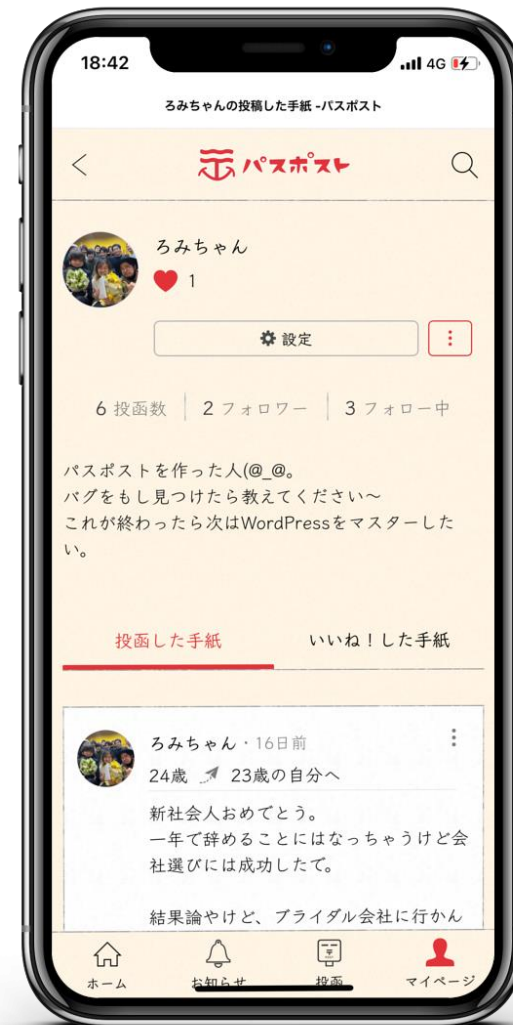 18:42
4G
ろみちゃんの投稿した手紙 -パスポスト
パスポスト
ろみちゃん
1
設定
6 投函数
2 フォロワー
3 フォロー中
パスポストを作った人(@_@。
バグをもし見つけたら教えてください〜
これが終わったら次はWordPressをマスターした
い。
投函した手紙
いいね！した手紙
ろみちゃん・16日前
24歳 23歳の自分へ
新社会人おめでとう。
一年で辞めることにはなっちゃうけど会
社選びには成功したで。
結果論やけど、ブライダル会社に行かん
ホーム
お知らせ
投函
マイページ